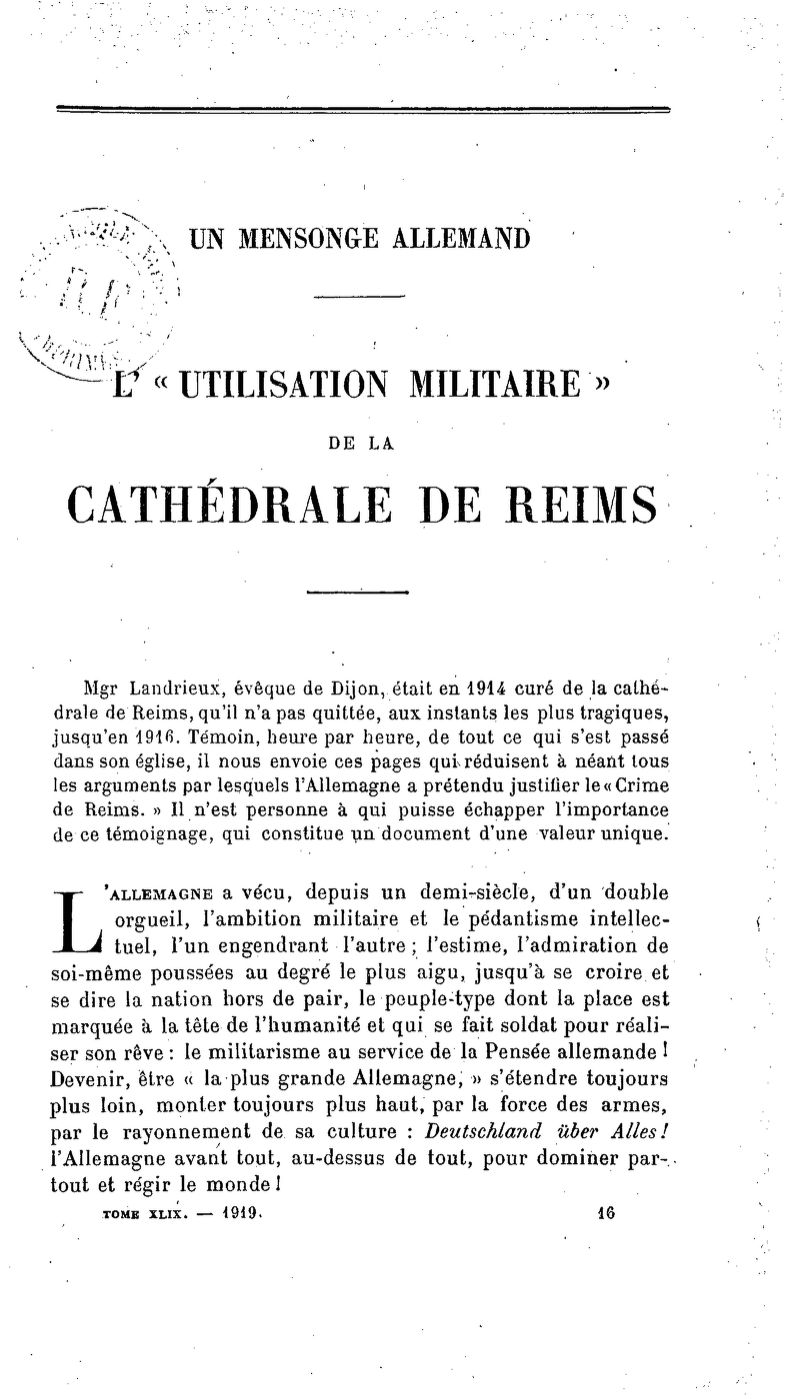 UN MENSONGE ALLEMAND
L' « UTILISATION MILITAIRE »
DE LA
CATHÉDRALE DE REIMS
Mgr Landrieux, évêque de Dijon, était en 1914 curé de la cathé-
drale de Reims, qu'il n'a pas quittée, aux instants les plus tragiques,
jusqu'en 1916. Témoin, heure par heure, de tout ce qui s'est passé
dans son église, il nous envoie ces pages qui réduisent à néant tous
les arguments par lesquels l'Allemagne a prétendu justifier le « Crime
de Reims. » Il n'est personne à qui puisse échapper l'importance
de ce témoignage, qui constitue un document d'une valeur unique.
L'ALLEMAGNE a vécu, depuis un demi-siècle, d'un double
orgueil, l'ambition militaire et le pédantisme intellec-
tuel, l'un engendrant l'autre ; l'estime, l'admiration de
soi-même poussées au degré le plus aigu, jusqu'à se croire et
se dire la nation hors de pair, le peuple-type dont la place est
marquée à la tête de l'humanité et qui se fait soldat pour réali-
ser son rêve : le militarisme au service de la Pensée allemande !
Devenir, être « la plus grande Allemagne, » s'étendre toujours
plus loin, monter toujours plus haut, par la force des armes,
par le rayonnement de sa culture : Deutschland über Alles !
l'Allemagne avant tout, au-dessus de tout, pour dominer par-
tout et régir le monde !
TOME XLIX. — 1919. 16